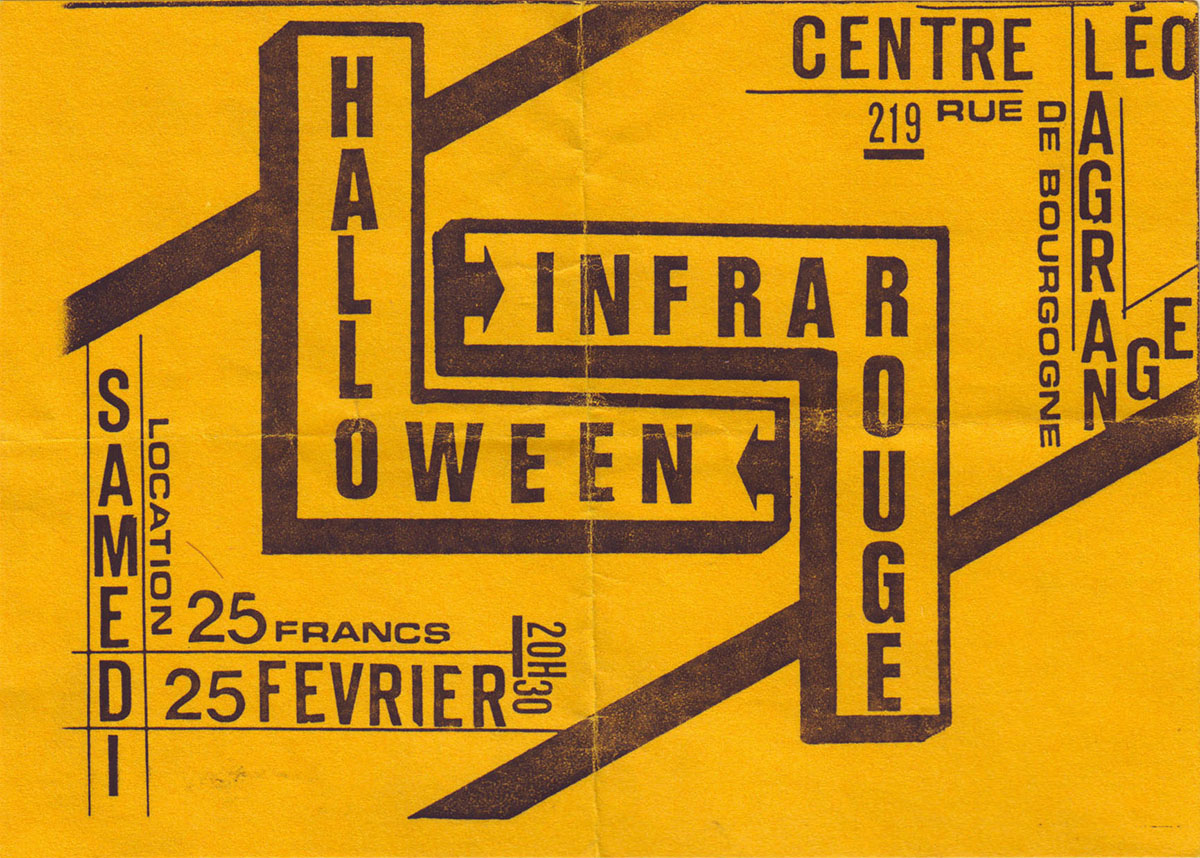 CENTRE LÉO
LAGRANGE
219 RUE
DE BOURGOGNE
HALLOWEEN
INFRAROUGE
SAMEDI
LOCATION
25 FRANCS
25 FEVRIER
20H30